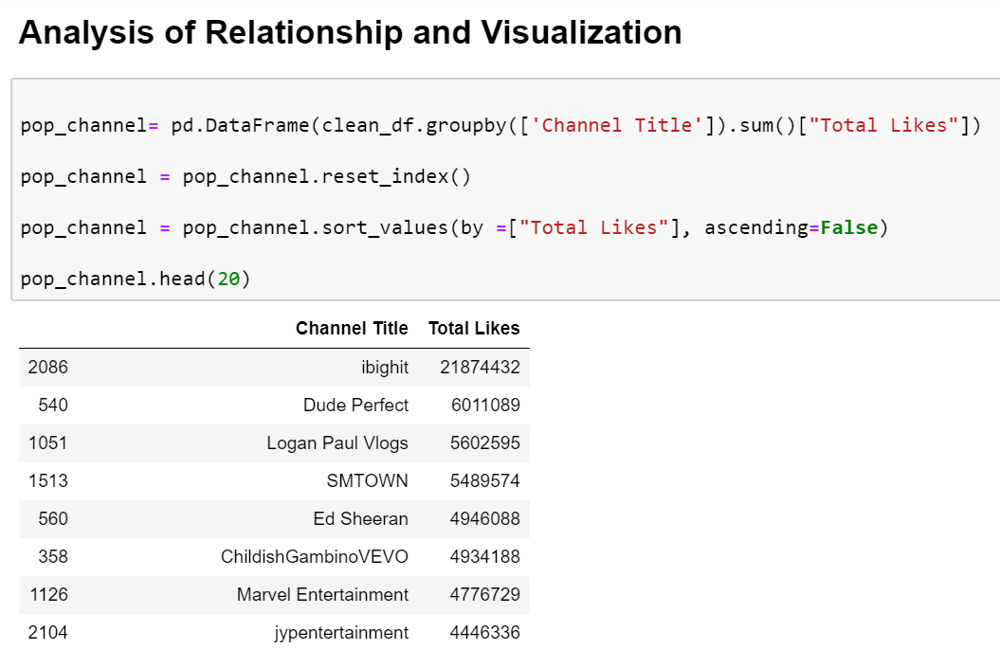 Analysis of Relationship and Visualization
pop_channel= pd.DataFrame(clean_df.groupby(['Channel Title']).sum()["Total Likes"])
pop_channel = pop_channel.reset_index()
pop_channel = pop_channel.sort_values(by =["Total Likes"], ascending=False)
pop_channel.head(20)
Channel Title Total Likes
2086 ibighit 21874432
540 Dude Perfect 6011089
1051 Logan Paul Vlogs 5602595
1513 SMTOWN 5489574
560 Ed Sheeran 4946088
358 ChildishGambinoVEVO 4934188
1126 Marvel Entertainment 4776729
2104 jypentertainment 4446336